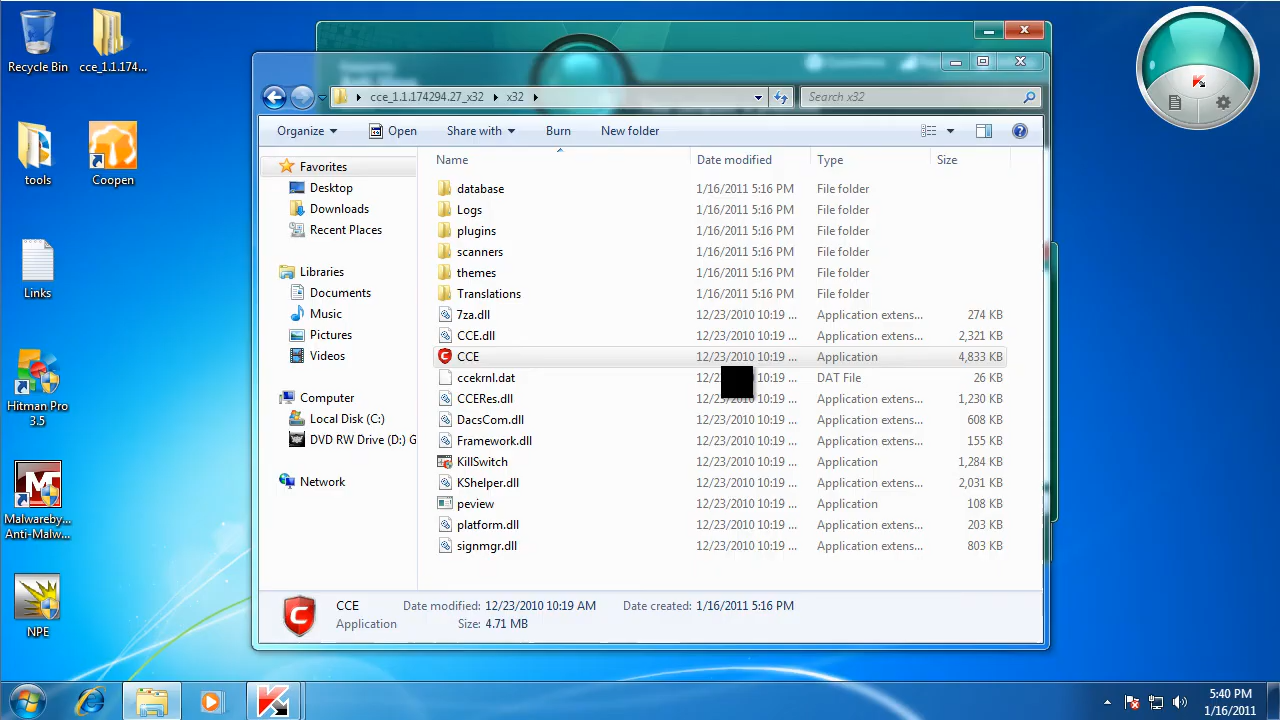 Recycle Bin
cce_1.1.174...
tools
Coopen
Links
Hitman Pro
3.5
Malwareby...
Anti-Malw...
NPE
cce_1.1.174294.27_x32
x32
Search x32
Organize
Open
Share with
Burn
New folder
Name
Date modified
Type
Size
Favorites
Desktop
Downloads
Recent Places
Libraries
Documents
Music
Pictures
Videos
Computer
Local Disk (C:)
DVD RW Drive (D:) G
Network
database 1/16/2011 5:16 PM File folder
Logs 1/16/2011 5:16 PM File folder
plugins 1/16/2011 5:16 PM File folder
scanners 1/16/2011 5:16 PM File folder
themes 1/16/2011 5:16 PM File folder
Translations 1/16/2011 5:16 PM File folder
7za.dll 12/23/2010 10:19 ... Application extens... 274 KB
CCE.dll 12/23/2010 10:19 ... Application extens... 2,321 KB
CCE 12/23/2010 10:19 ... Application 4,833 KB
ccekrnl.dat 10:19 ... DAT File 26 KB
CCERes.dll 12/23/2010 10:19 ... Application extens... 1,230 KB
DacsCom.dll 12/23/2010 10:19 ... Application extens... 608 KB
Framework.dll 12/23/2010 10:19 ... Application extens... 155 KB
KillSwitch 12/23/2010 10:19 ... Application 1,284 KB
KShelper.dll 12/23/2010 10:19 ... Application extens... 2,031 KB
peview 12/23/2010 10:19 ... Application 108 KB
platform.dll 12/23/2010 10:19 ... Application extens... 203 KB
signmgr.dll 12/23/2010 10:19 ... Application extens... 803 KB
CCE Date modified: 12/23/2010 10:19 AM Date created: 1/16/2011 5:16 PM
Application Size: 4.71 MB
5:40 PM
1/16/2011